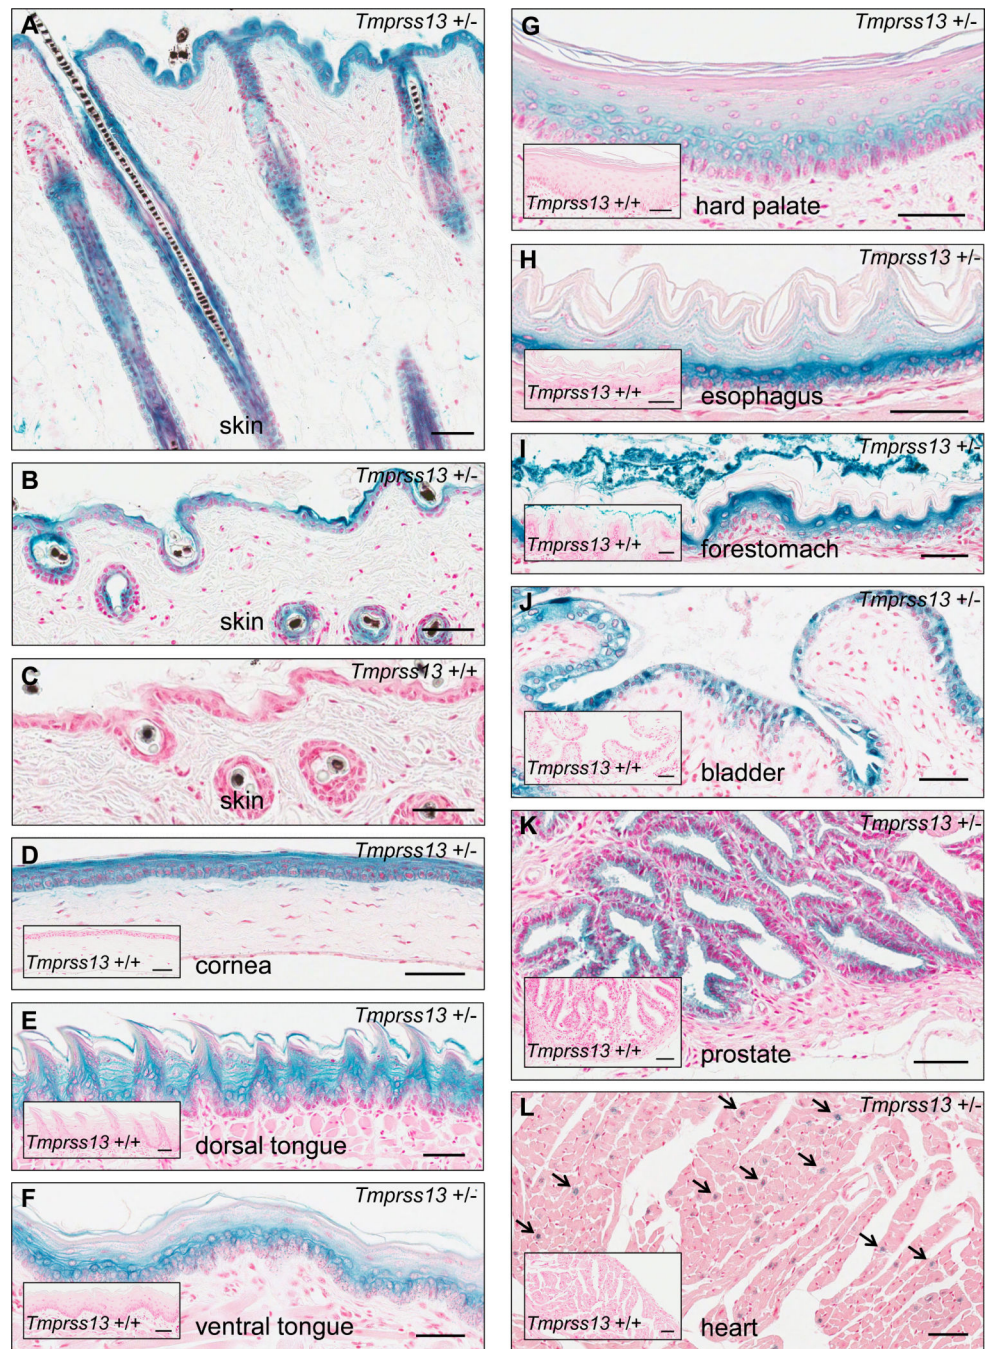 A
Tmprss13 +/-
skin
B
Tmprss13 +/-
skin
C
Tmprss13 +/+
skin
D
Tmprss13 +/-
Tmprss13 +/+
cornea
E
Tmprss13 +/-
Tmprss13 +/+
dorsal tongue
F
Tmprss13 +/-
Tmprss13 +/+
ventral tongue
G
Tmprss13 +/-
Tmprss13 +/+
hard palate
H
Tmprss13 +/-
Tmprss13 +/+
esophagus
I
Tmprss13 +/-
Tmprss13 +/+
forestomach
J
Tmprss13 +/-
Tmprss13 +/+
bladder
K
Tmprss13 +/-
Tmprss13 +/+
prostate
L
Tmprss13 +/-
Tmprss13 +/+
heart